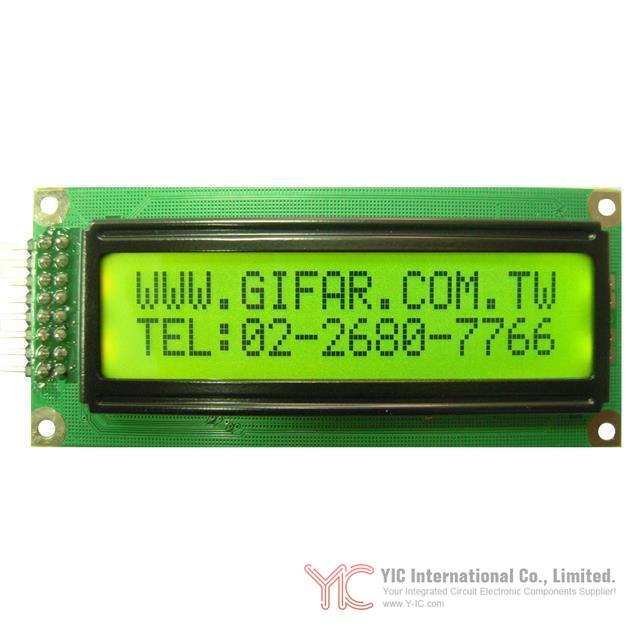 WWW.GIFAR.COM.TW
TEL:02-2680-7766
YIC YIC International Co., Limited.
Your Integrated Circuit Electronic Components Supplier!
www.Y-IC.com